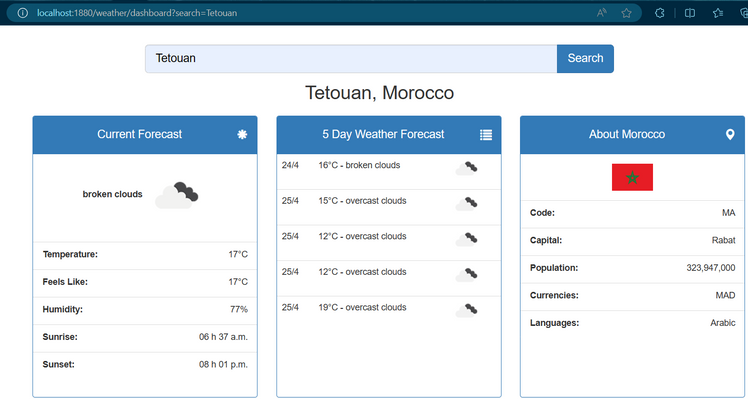 localhost:1880/weather/dashboard?search=Tetouan
Tetouan
Search
Tetouan, Morocco
Current Forecast
broken clouds
Temperature: 17°C
Feels Like: 17°C
Humidity: 77%
Sunrise: 06 h 37 a.m.
Sunset: 08 h 01 p.m.
5 Day Weather Forecast
24/4 16°C - broken clouds
25/4 15°C - overcast clouds
25/4 12°C - overcast clouds
25/4 12°C - overcast clouds
25/4 19°C - overcast clouds
About Morocco
Code: MA
Capital: Rabat
Population: 323,947,000
Currencies: MAD
Languages: Arabic